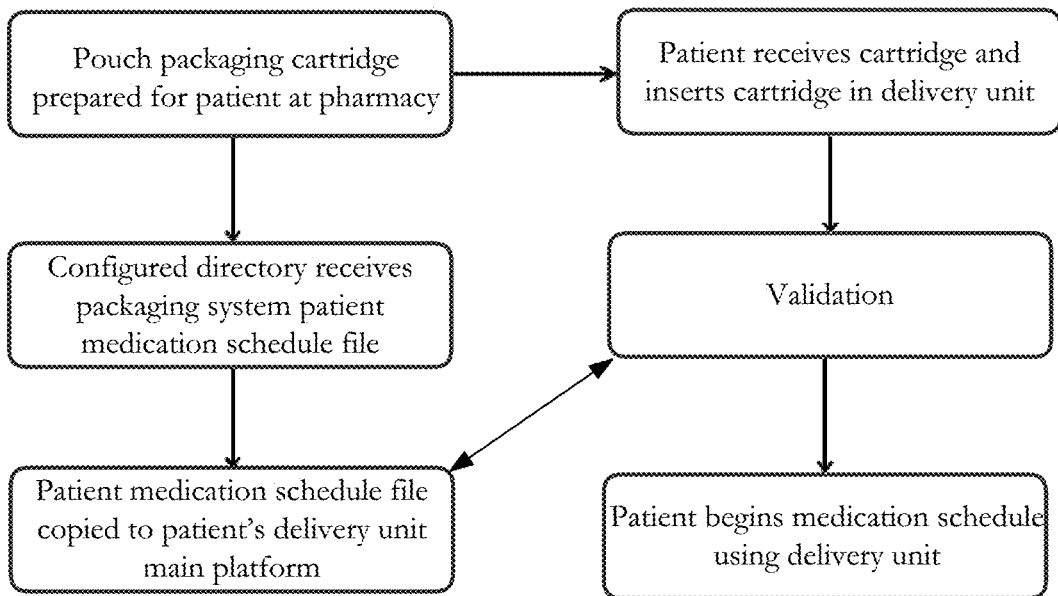 Pouch packaging cartridge
prepared for patient at pharmacy
Patient receives cartridge and
inserts cartridge in delivery unit
Configured directory receives
packaging system patient
medication schedule file
Validation
Patient medication schedule file
copied to patient's delivery unit
main platform
Patient begins medication schedule
using delivery unit